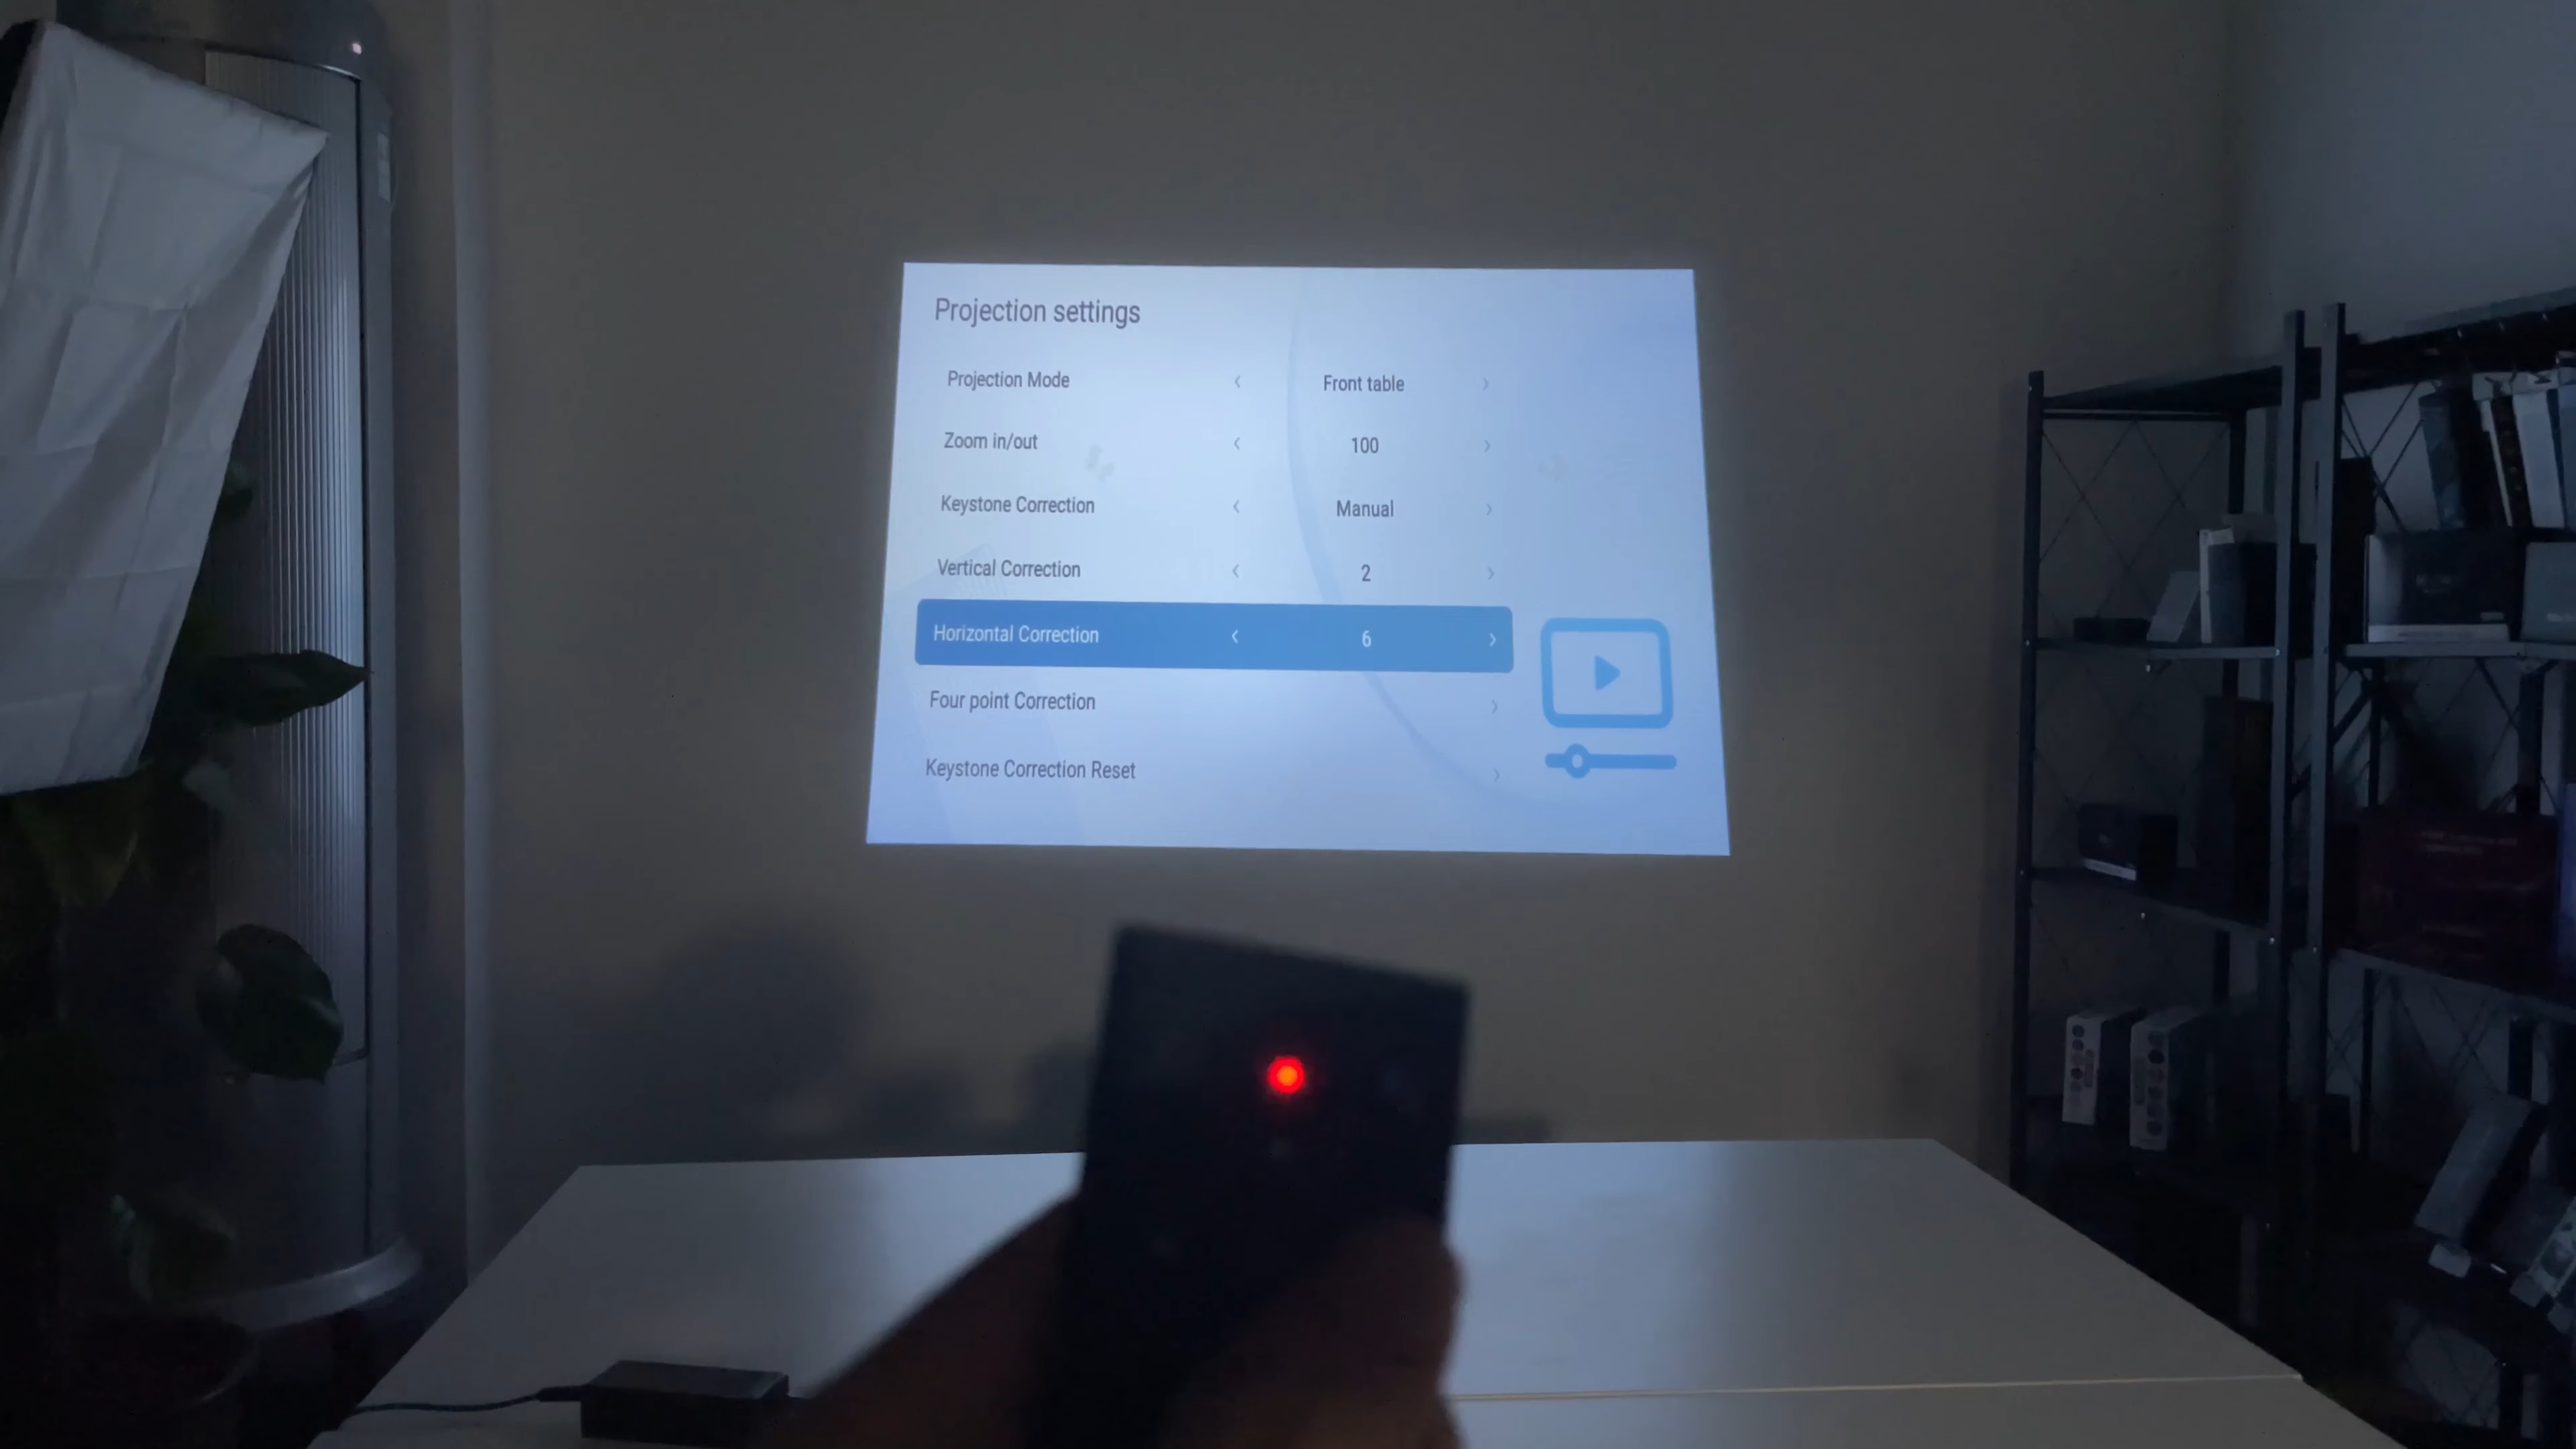 Projection settings
Projection Mode < Front table >
Zoom in/out < 100 >
Keystone Correction < Manual >
Vertical Correction < 2 >
Horizontal Correction < 6 >
Four point Correction >
Keystone Correction Reset >